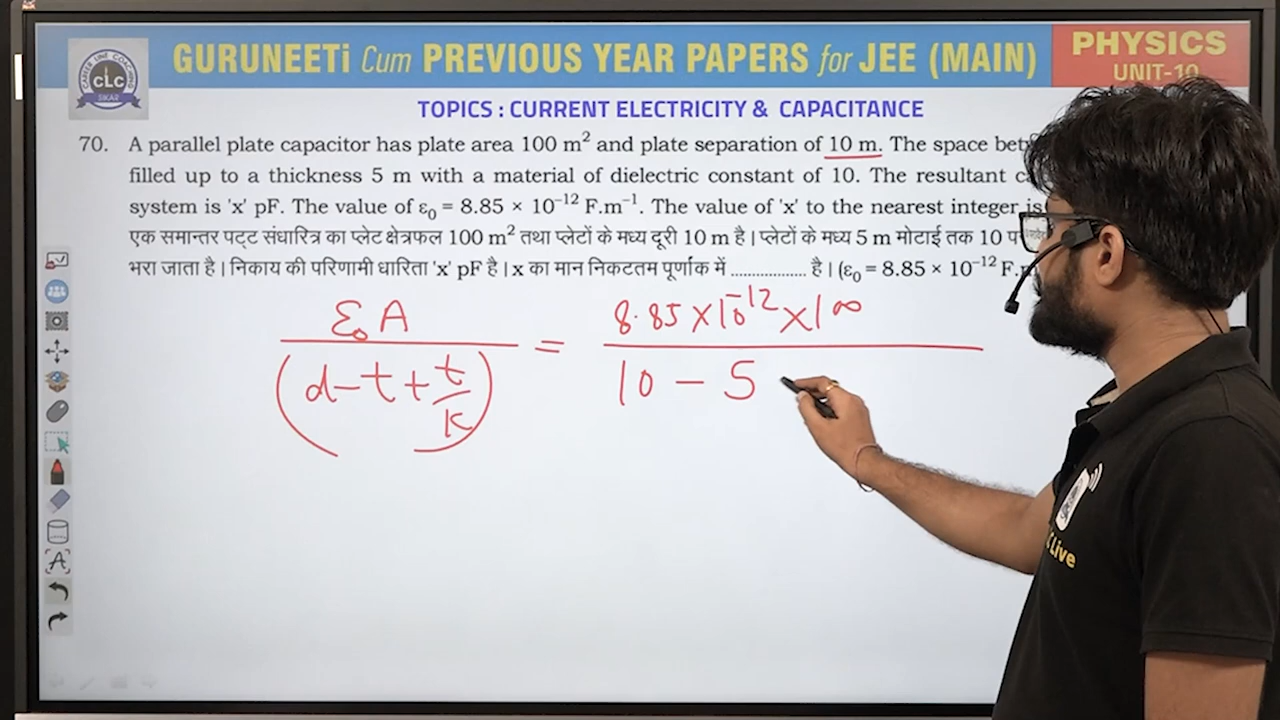 GURUNEETi Cum PREVIOUS YEAR PAPERS for JEE (MAIN)
PHYSICS
UNIT-10
CLC
SIKAR
TOPICS : CURRENT ELECTRICITY & CAPACITANCE
70. A parallel plate capacitor has plate area 100 m² and plate separation of 10 m. The space
filled up to a thickness 5 m with a material of dielectric constant of 10. The resultant
system is 'x' pF. The value of ε₀ = 8.85 × 10⁻¹² F.m⁻¹. The value of 'x' to the nearest integer is
एक समान्तर पट्ट संधारित्र का प्लेट क्षेत्रफल 100 m² तथा प्लेटों के मध्य दूरी 10 m है। प्लेटों के मध्य 5 m मोटाई तक 10
भरा जाता है। निकाय की परिणामी धारिता 'x' pF है। x का मान निकटतम पूर्णांक में .................. है। (ε₀ = 8.85 × 10⁻¹²
ε₀A / (d-t+t/K) = 8.85×10⁻¹²×100 / 10 - 5
Live